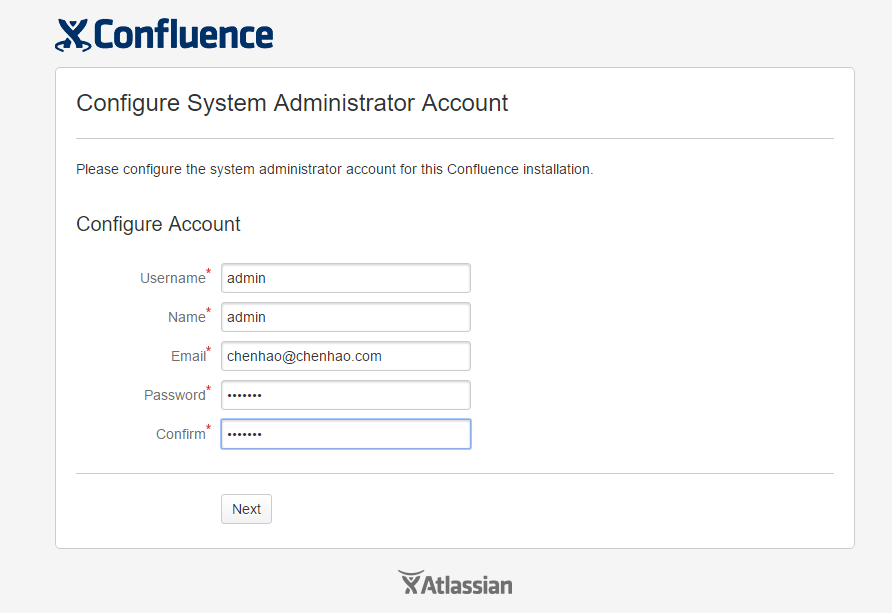 Confluence
Configure System Administrator Account
Please configure the system administrator account for this Confluence installation.
Configure Account
Username* admin
Name* admin
Email* chenhao@chenhao.com
Password* •••••••
Confirm* •••••••
Next
Atlassian